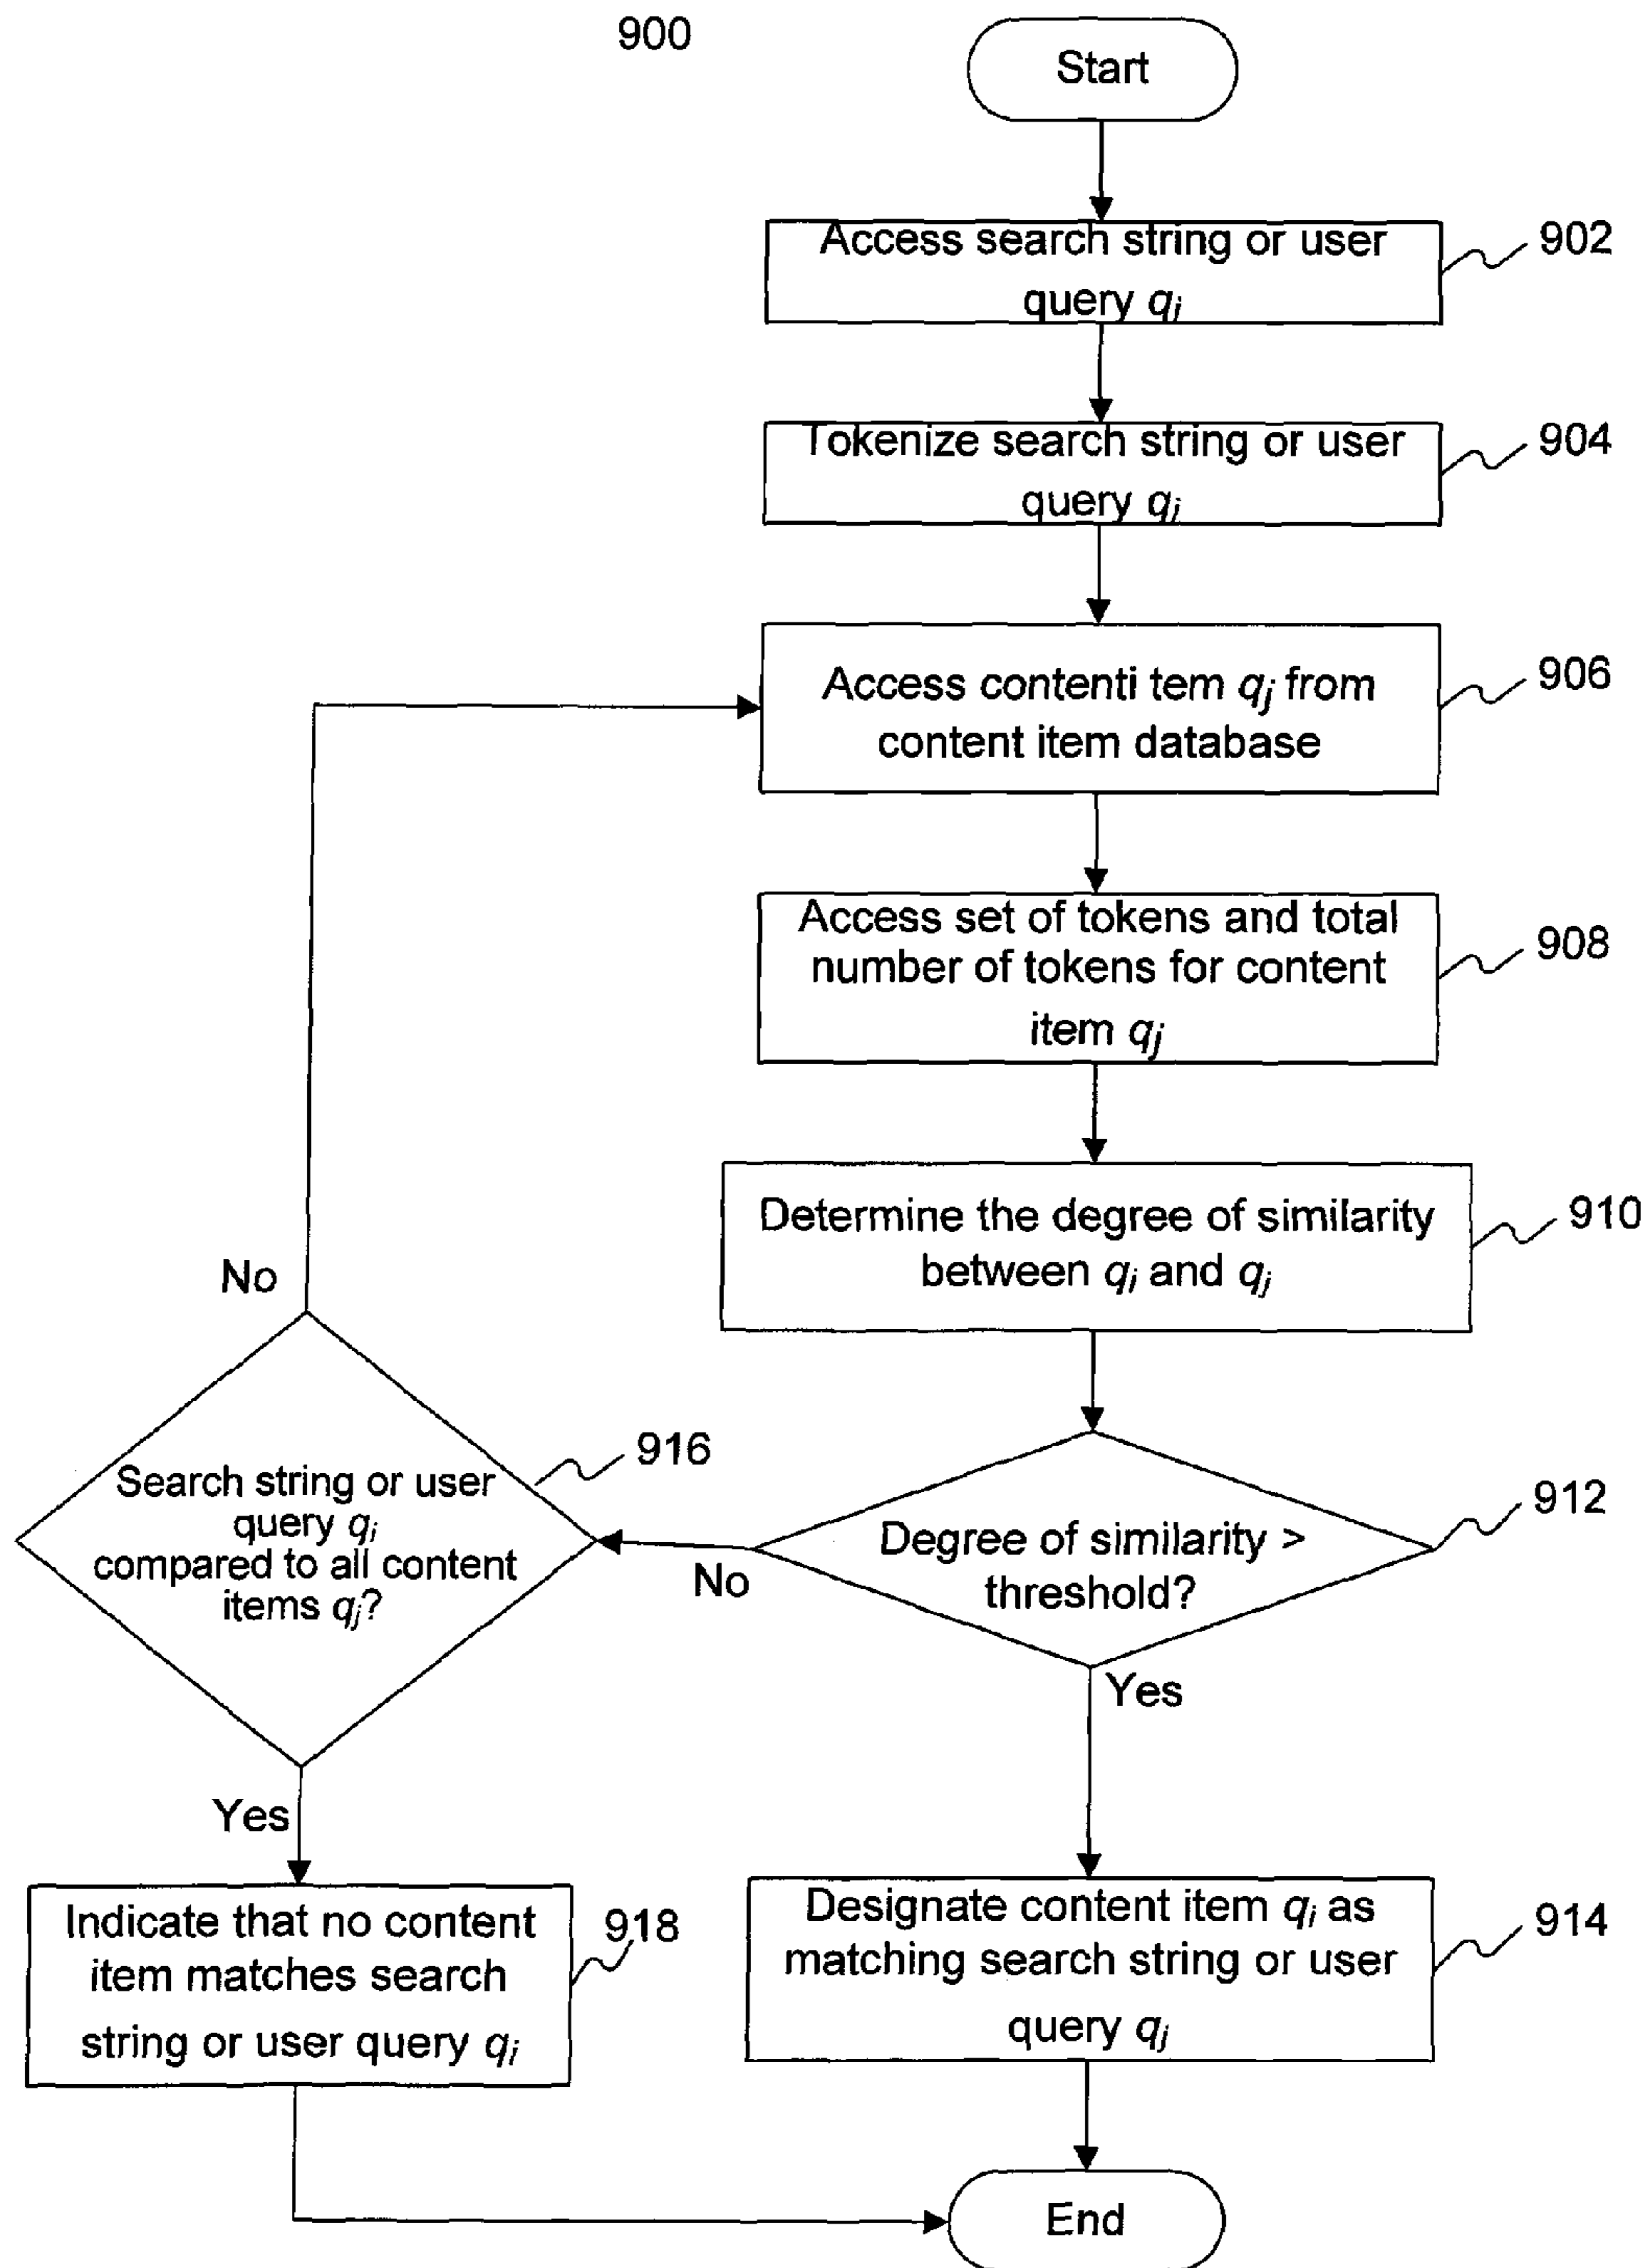 900
Start
Access search string or user
query qi
902
Tokenize search string or user
query qi
904
Access contenti tem qj from
content item database
906
Access set of tokens and total
number of tokens for content
item qj
908
Determine the degree of similarity
between qi and qj
910
No
Search string or user
query qi
compared to all content
items qj?
916
Degree of similarity >
threshold?
912
No
Yes
Yes
Indicate that no content
item matches search
string or user query qi
918
Designate content item qi as
matching search string or user
query qj
914
End